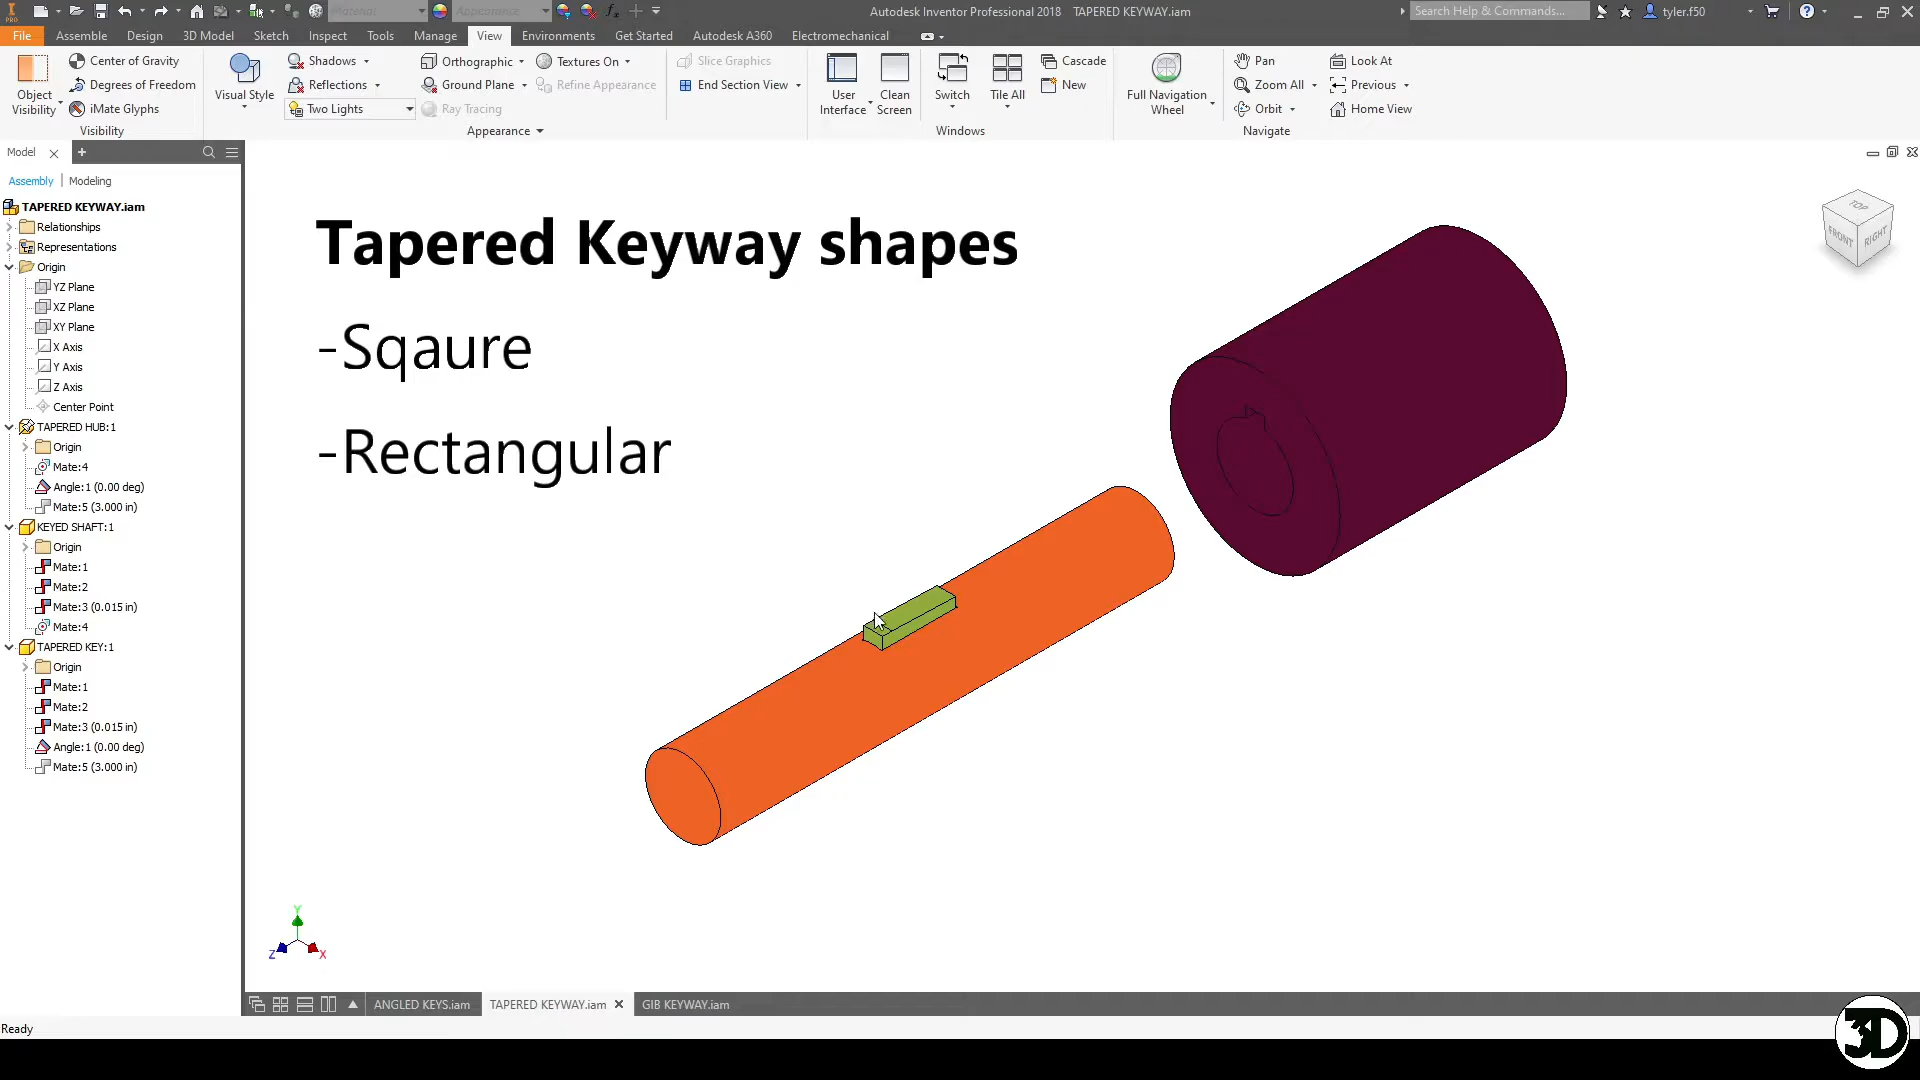 Material
Appearance
Autodesk Inventor Professional 2018 TAPERED KEYWAY.iam
Search Help & Commands...
tyler.f50
PRO
File Assemble Design 3D Model Sketch Inspect Tools Manage View Environments Get Started Autodesk A360 Electromechanical
Object Visibility
Center of Gravity
Degrees of Freedom
iMate Glyphs
Visibility
Visual Style
Shadows
Reflections
Two Lights
Orthographic
Ground Plane
Ray Tracing
Textures On
Refine Appearance
Appearance
Slice Graphics
End Section View
User Interface
Clean Screen
Switch
Tile All
Cascade
New
Windows
Full Navigation Wheel
Pan
Zoom All
Orbit
Look At
Previous
Home View
Navigate
Model
Assembly | Modeling
TAPERED KEYWAY.iam
Relationships
Representations
Origin
YZ Plane
XZ Plane
XY Plane
X Axis
Y Axis
Z Axis
Center Point
TAPERED HUB:1
Origin
Mate:4
Angle:1 (0.00 deg)
Mate:5 (3.000 in)
KEYED SHAFT:1
Origin
Mate:1
Mate:2
Mate:3 (0.015 in)
Mate:4
TAPERED KEY:1
Origin
Mate:1
Mate:2
Mate:3 (0.015 in)
Angle:1 (0.00 deg)
Mate:5 (3.000 in)
Tapered Keyway shapes
-Sqaure
-Rectangular
TOP
FRONT
RIGHT
Y
Z
X
ANGLED KEYS.iam
TAPERED KEYWAY.iam
GIB KEYWAY.iam
Ready
3D